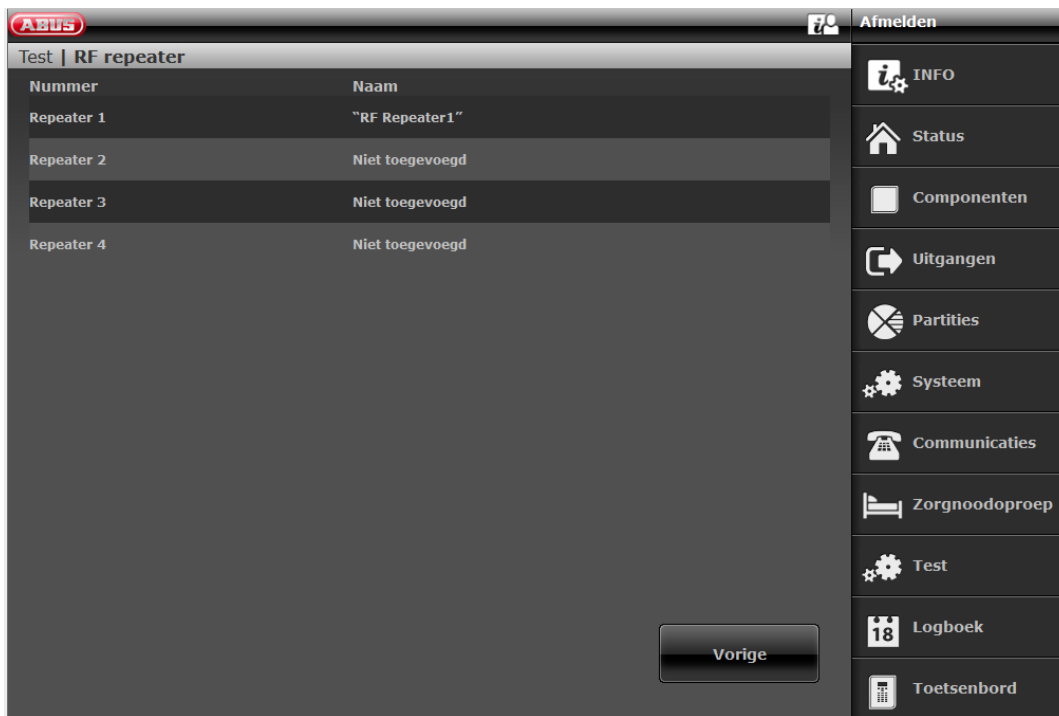 ABUS
Afmelden
Test | RF repeater
Nummer Naam
Repeater 1 “RF Repeater1”
Repeater 2 Niet toegevoegd
Repeater 3 Niet toegevoegd
Repeater 4 Niet toegevoegd
Vorige
INFO
Status
Componenten
Uitgangen
Partities
Systeem
Communicaties
Zorgnoodoproep
Test
18
Logboek
Toetsenbord